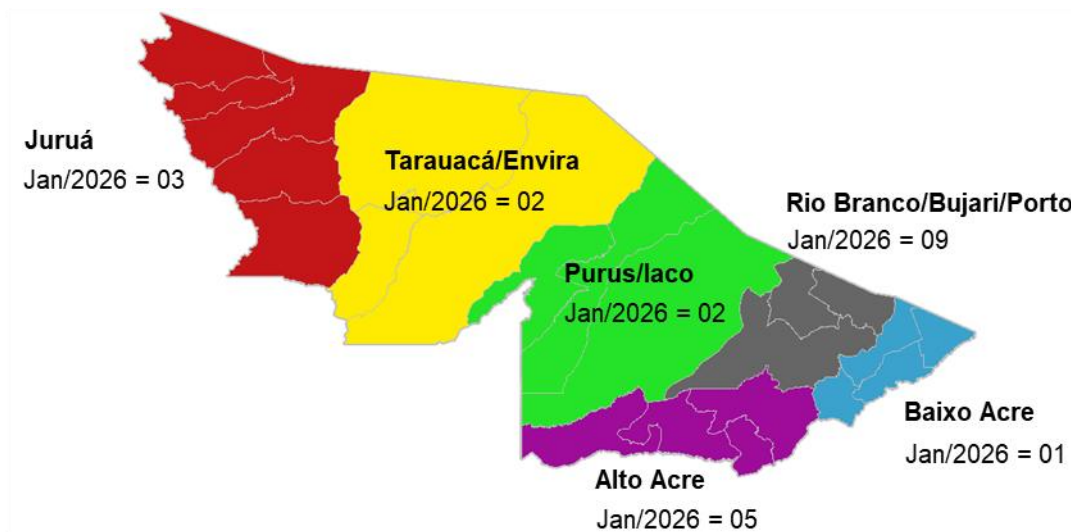 Juruá
Jan/2026 = 03
Tarauacá/Envira
Jan/2026 = 02
Rio Branco/Bujari/Porto
Jan/2026 = 09
Purus/Iaco
Jan/2026 = 02
Baixo Acre
Jan/2026 = 01
Alto Acre
Jan/2026 = 05